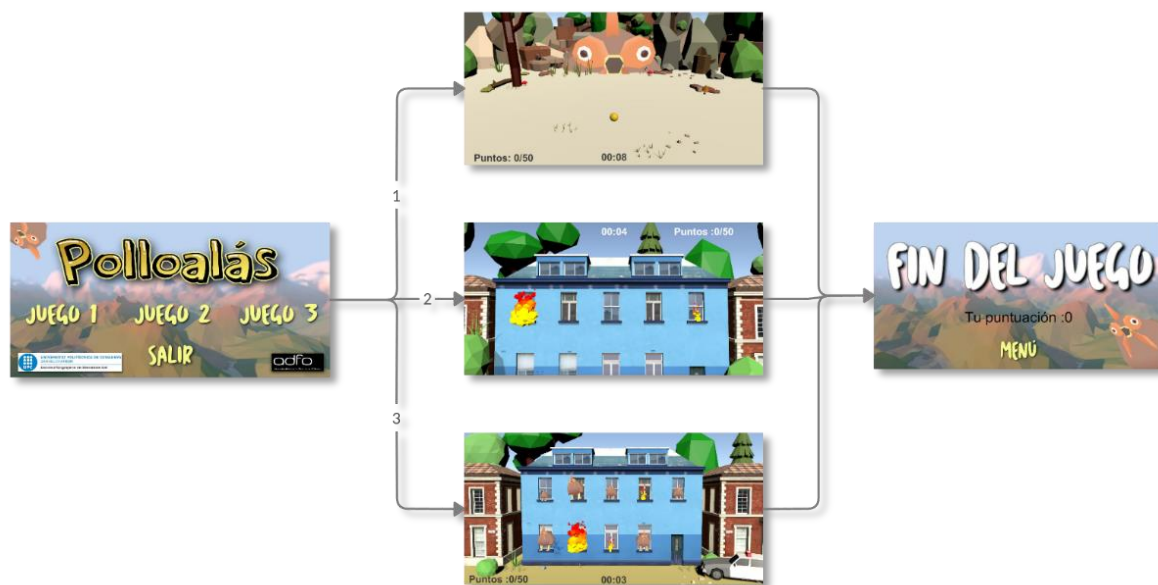 Puntos: 0/50
00:08
1
Polloalás
JUEGO 1
JUEGO 2
JUEGO 3
SALIR
adfo
2
00:04
Puntos :0/50
FIN DEL JUEGO
Tu puntuación :0
MENÚ
3
Puntos :0/50
00:03